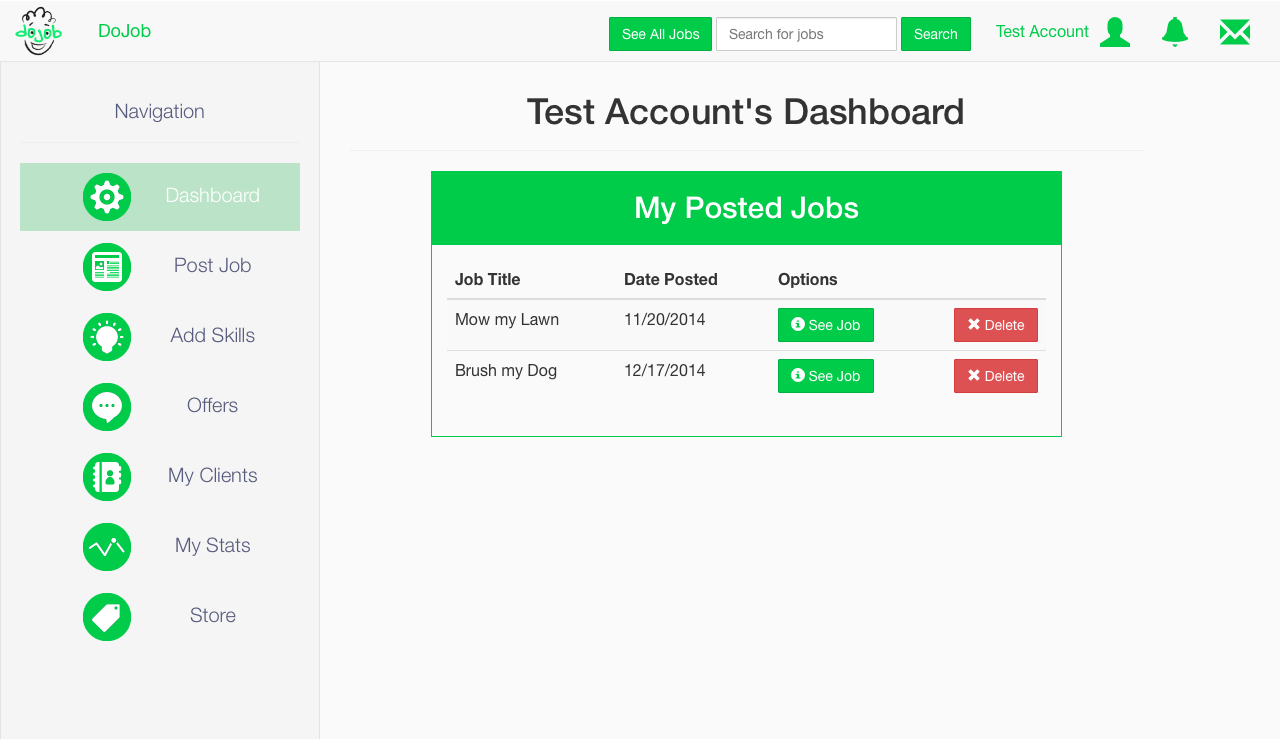 dojob DoJob See All Jobs Search for jobs Search Test Account
Navigation
Dashboard
Post Job
Add Skills
Offers
My Clients
My Stats
Store
Test Account's Dashboard
My Posted Jobs
Job Title Date Posted Options
Mow my Lawn 11/20/2014 See Job Delete
Brush my Dog 12/17/2014 See Job Delete